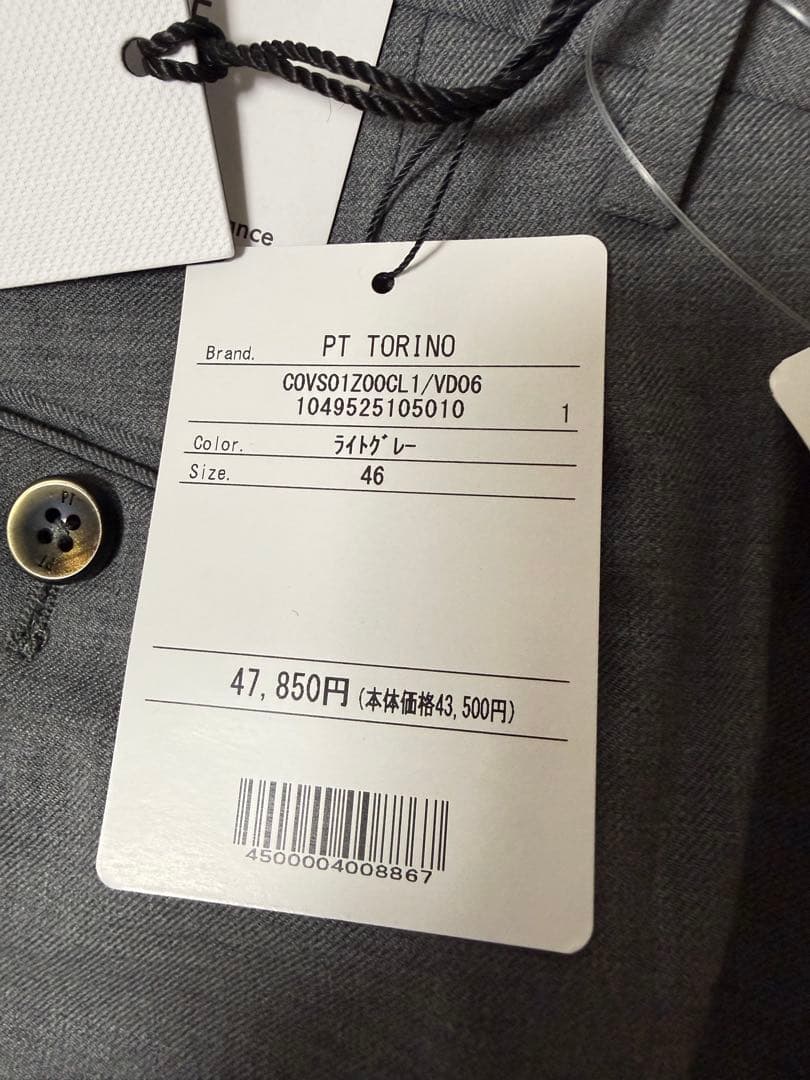 Brand. PT TORINO
COVS01Z00CL1/VD06
1049525105010 1
Color. ライトグレー
Size. 46
47,850円 (本体価格43,500円)
4500004008867
PT